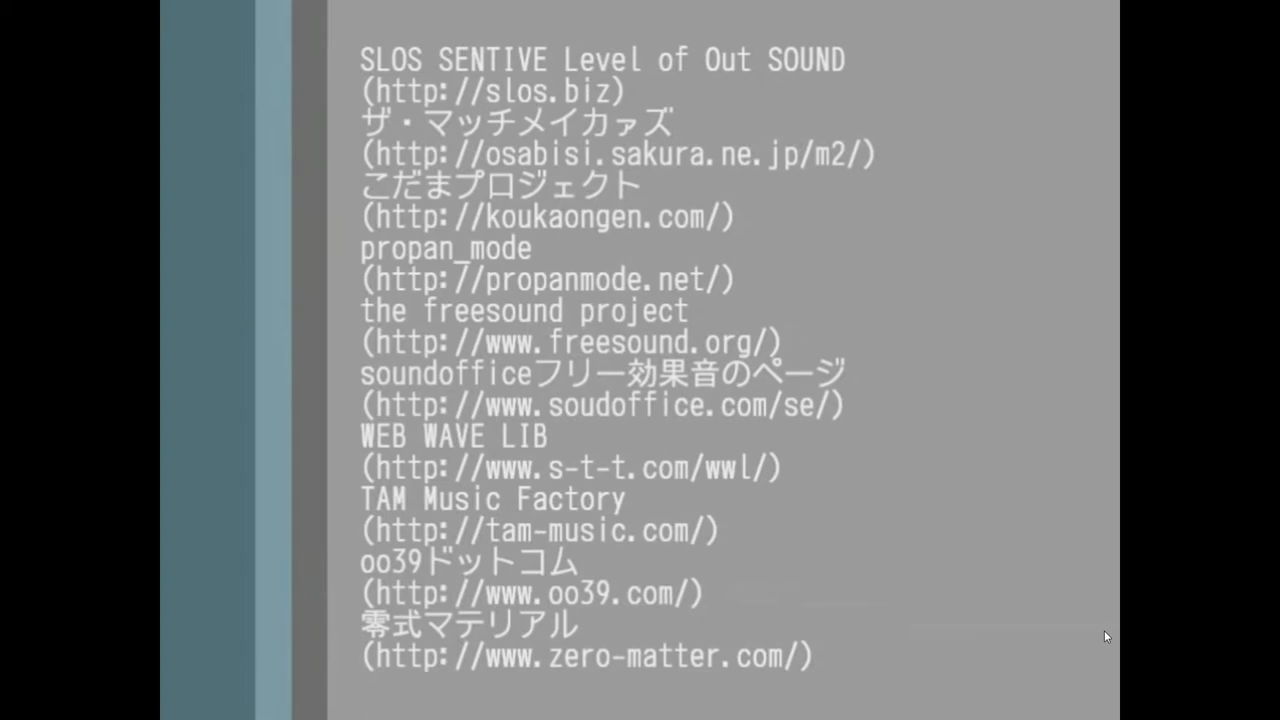 SLOS SENTIVE Level of Out SOUND
(http://slos.biz)
ザ・マッチメイカァズ
(http://osabisi.sakura.ne.jp/m2/)
こだまプロジェクト
(http://koukaongen.com/)
propan_mode
(http://propanmode.net/)
the freesound project
(http://www.freesound.org/)
soundofficeフリー効果音のページ
(http://www.soudoffice.com/se/)
WEB WAVE LIB
(http://www.s-t-t.com/wwl/)
TAM Music Factory
(http://tam-music.com/)
oo39ドットコム
(http://www.oo39.com/)
零式マテリアル
(http://www.zero-matter.com/)